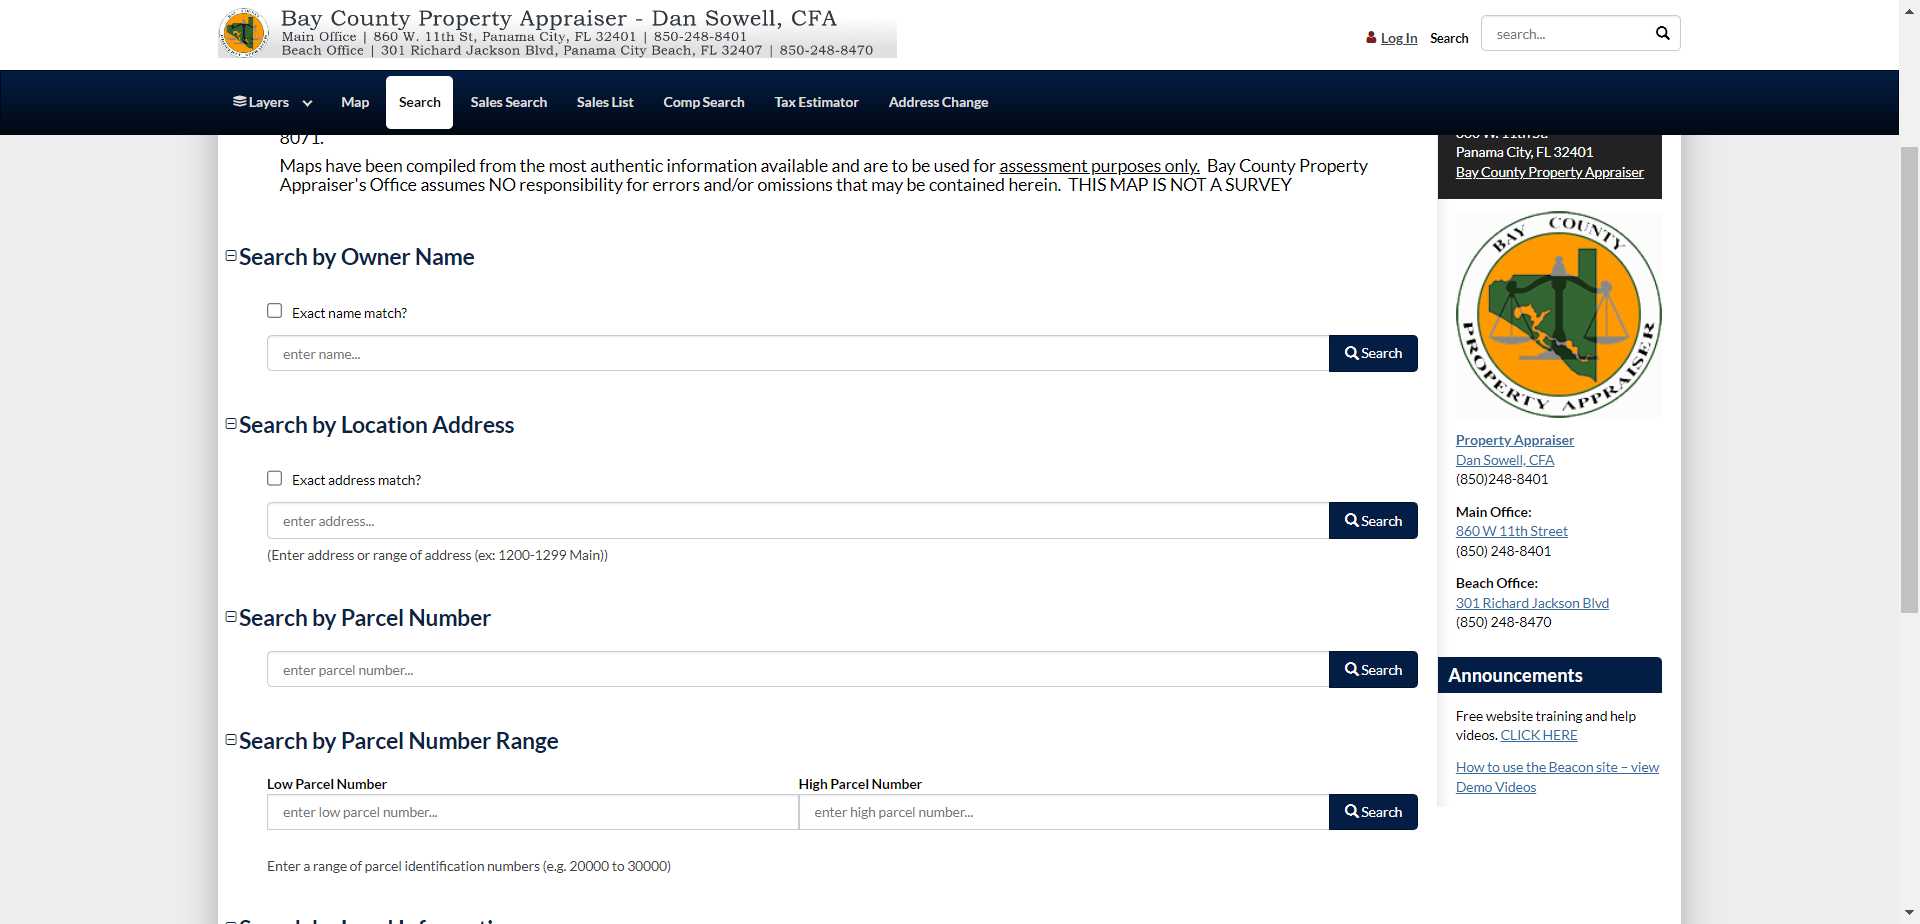 Bay County Property Appraiser - Dan Sowell, CFA
Main Office | 860 W. 11th St, Panama City, FL 32401 | 850-248-8401
Beach Office | 301 Richard Jackson Blvd, Panama City Beach, FL 32407 | 850-248-8470
Log In Search search...
Layers Map Search Sales Search Sales List Comp Search Tax Estimator Address Change
8071.
Maps have been compiled from the most authentic information available and are to be used for assessment purposes only. Bay County Property
Appraiser's Office assumes NO responsibility for errors and/or omissions that may be contained herein. THIS MAP IS NOT A SURVEY
Search by Owner Name
Exact name match?
enter name... Search
Search by Location Address
Exact address match?
enter address... Search
(Enter address or range of address (ex: 1200-1299 Main))
Search by Parcel Number
enter parcel number... Search
Search by Parcel Number Range
Low Parcel Number High Parcel Number
enter low parcel number... enter high parcel number... Search
Enter a range of parcel identification numbers (e.g. 20000 to 30000)
860 W. 11th St.
Panama City, FL 32401
Bay County Property Appraiser
BAY COUNTY
PROPERTY APPRAISER
Property Appraiser
Dan Sowell, CFA
(850)248-8401
Main Office:
860 W 11th Street
(850) 248-8401
Beach Office:
301 Richard Jackson Blvd
(850) 248-8470
Announcements
Free website training and help
videos. CLICK HERE
How to use the Beacon site – view
Demo Videos